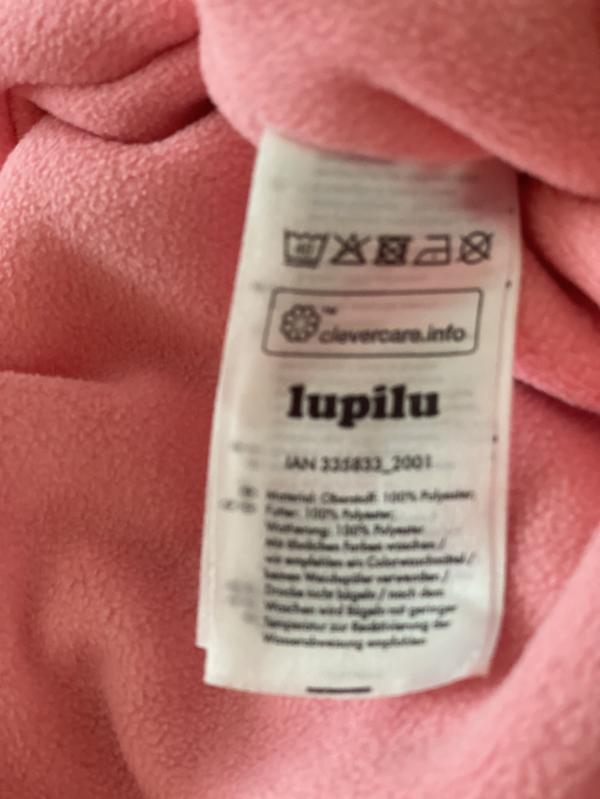 40
™
clevercare.info
lupilu
IAN 335833_2001
Material: Oberstoff: 100% Polyester;
Futter: 100% Polyester;
Wattierung: 100% Polyester
mit ähnlichen Farben waschen /
wir empfehlen ein Colorwaschmittel /
keinen Weichspüler verwenden /
Drucke nicht bügeln / nach dem
Waschen wird Bügeln mit geringer
Temperatur zur Reaktivierung der
Wasserabweisung empfohlen